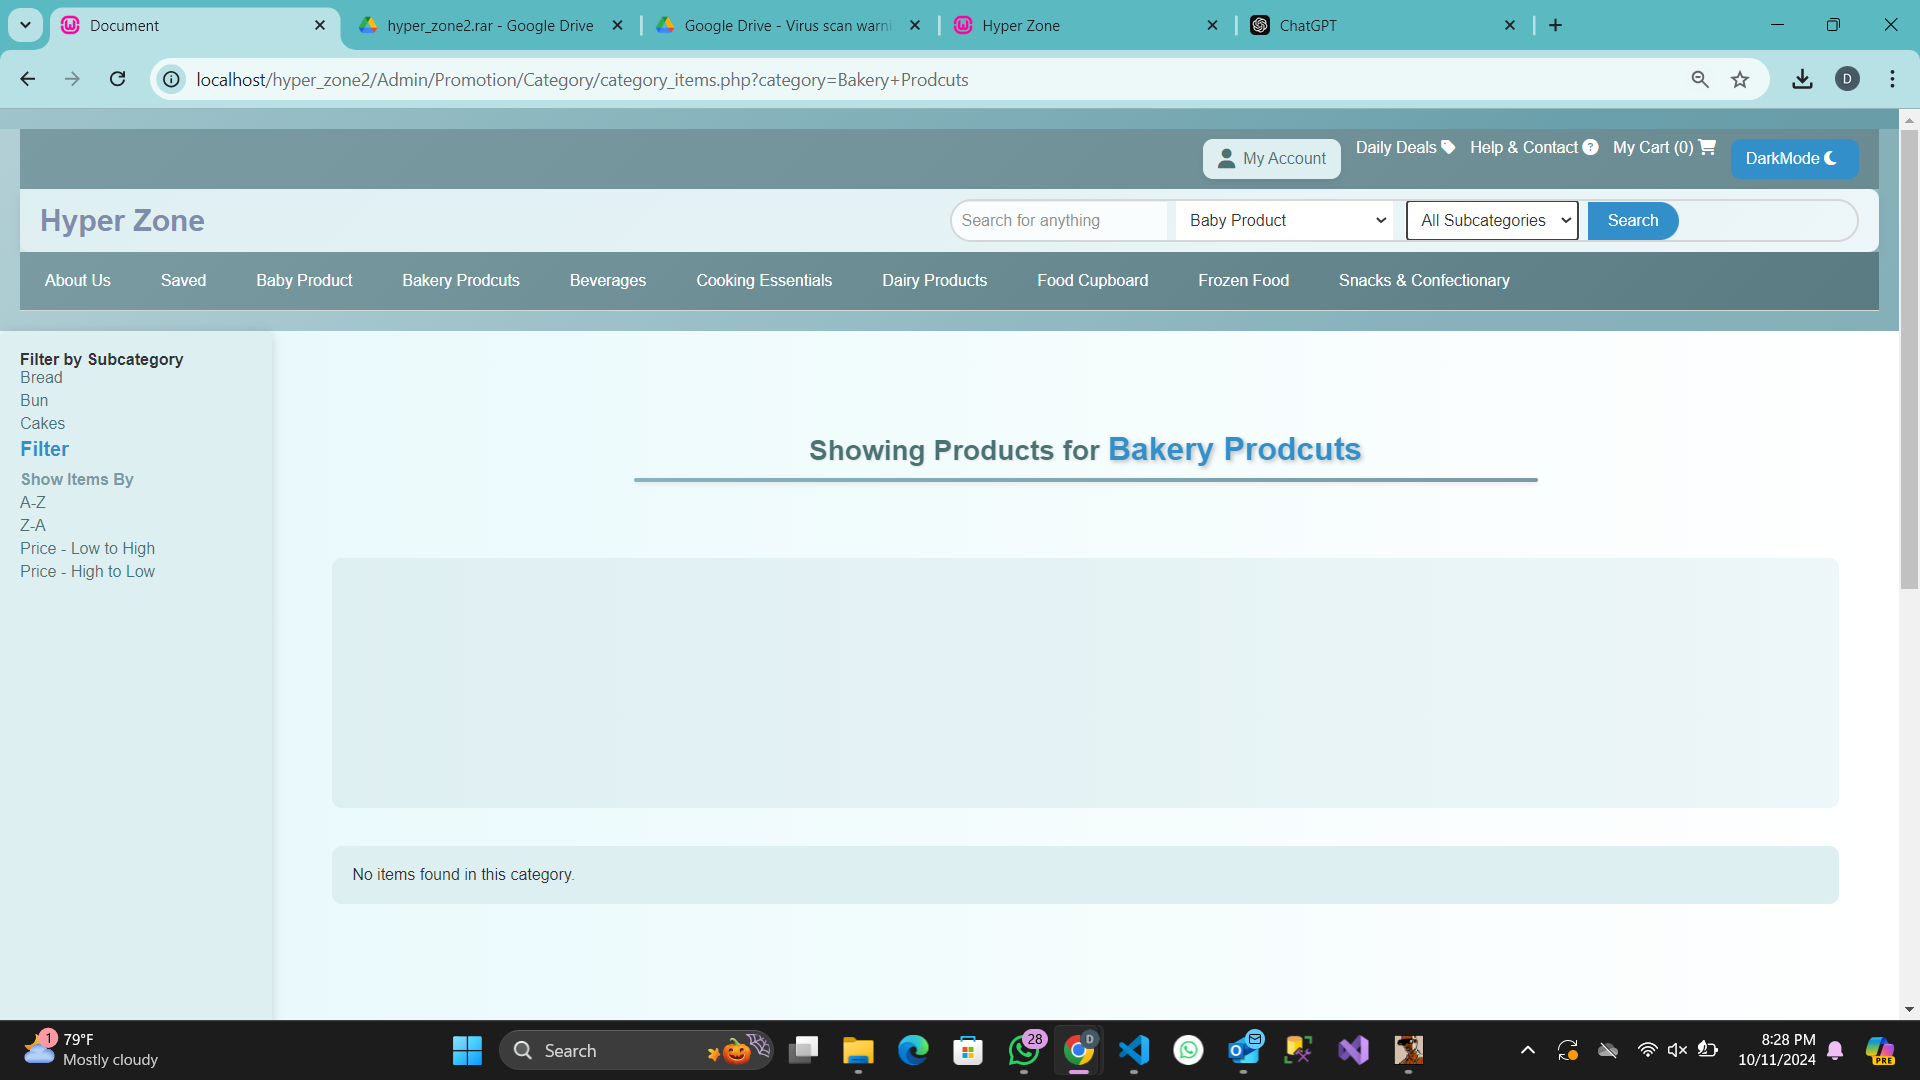 Document
hyper_zone2.rar - Google Drive
Google Drive - Virus scan warni
Hyper Zone
ChatGPT
localhost/hyper_zone2/Admin/Promotion/Category/category_items.php?category=Bakery+Prodcuts
D
My Account
Daily Deals
Help & Contact ?
My Cart (0)
DarkMode
Hyper Zone
Search for anything
Baby Product
All Subcategories
Search
About Us
Saved
Baby Product
Bakery Prodcuts
Beverages
Cooking Essentials
Dairy Products
Food Cupboard
Frozen Food
Snacks & Confectionary
Filter by Subcategory
Bread
Bun
Cakes
Filter
Show Items By
A-Z
Z-A
Price - Low to High
Price - High to Low
Showing Products for Bakery Prodcuts
No items found in this category.
1
79°F
Mostly cloudy
Search
28
D
8:28 PM
10/11/2024
PRE